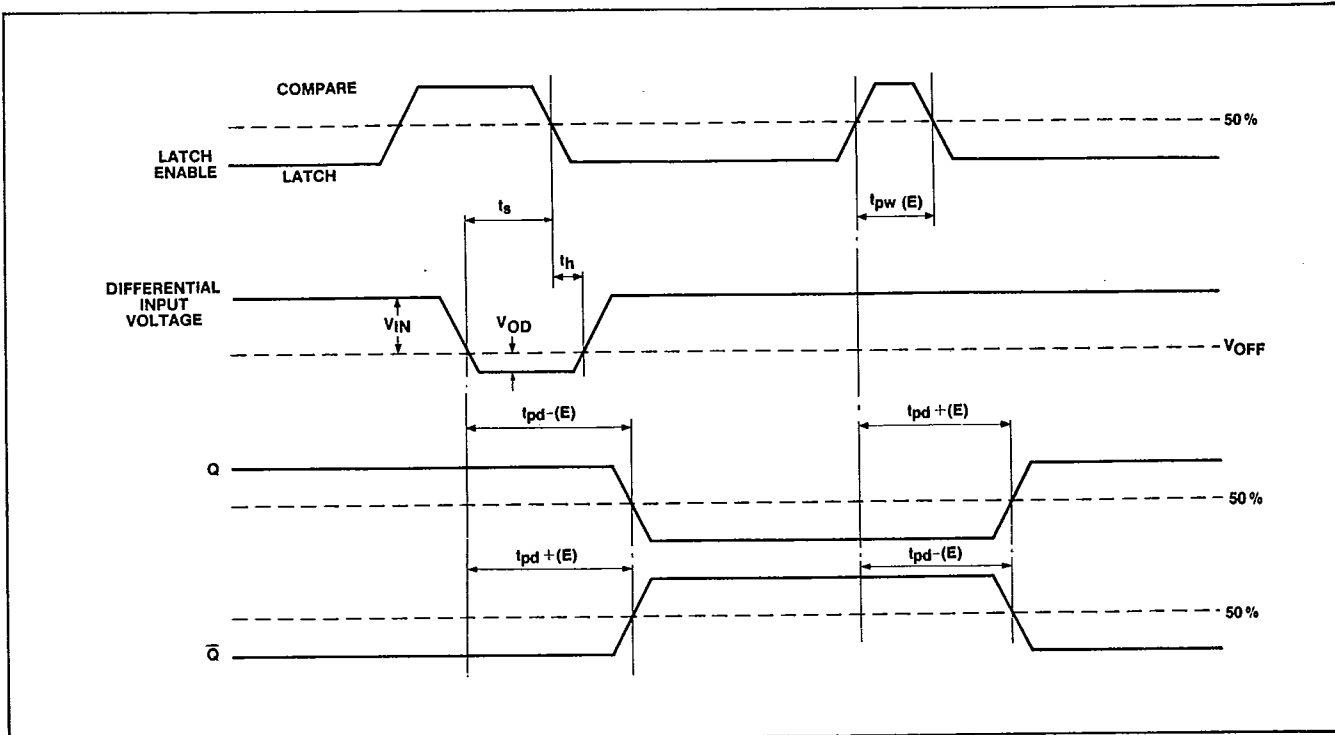 COMPARE
50%
LATCH
ENABLE
LATCH
ts
tpw (E)
th
DIFFERENTIAL
INPUT
VOLTAGE
VIN
VOD
VOFF
tpd-(E)
tpd+(E)
Q
50%
tpd+(E)
tpd-(E)
50%
Q̅